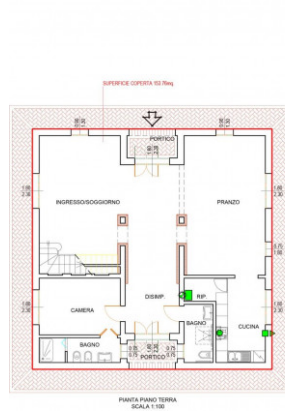 SUPERFICIE COPERTA 153.76mq.
PORTICO
INGRESSO/SOGGIORNO
PRANZO
DISIMP.
RIP.
CAMERA
BAGNO
CUCINA
BAGNO
PORTICO
PIANTA PIANO TERRA
SCALA 1:100